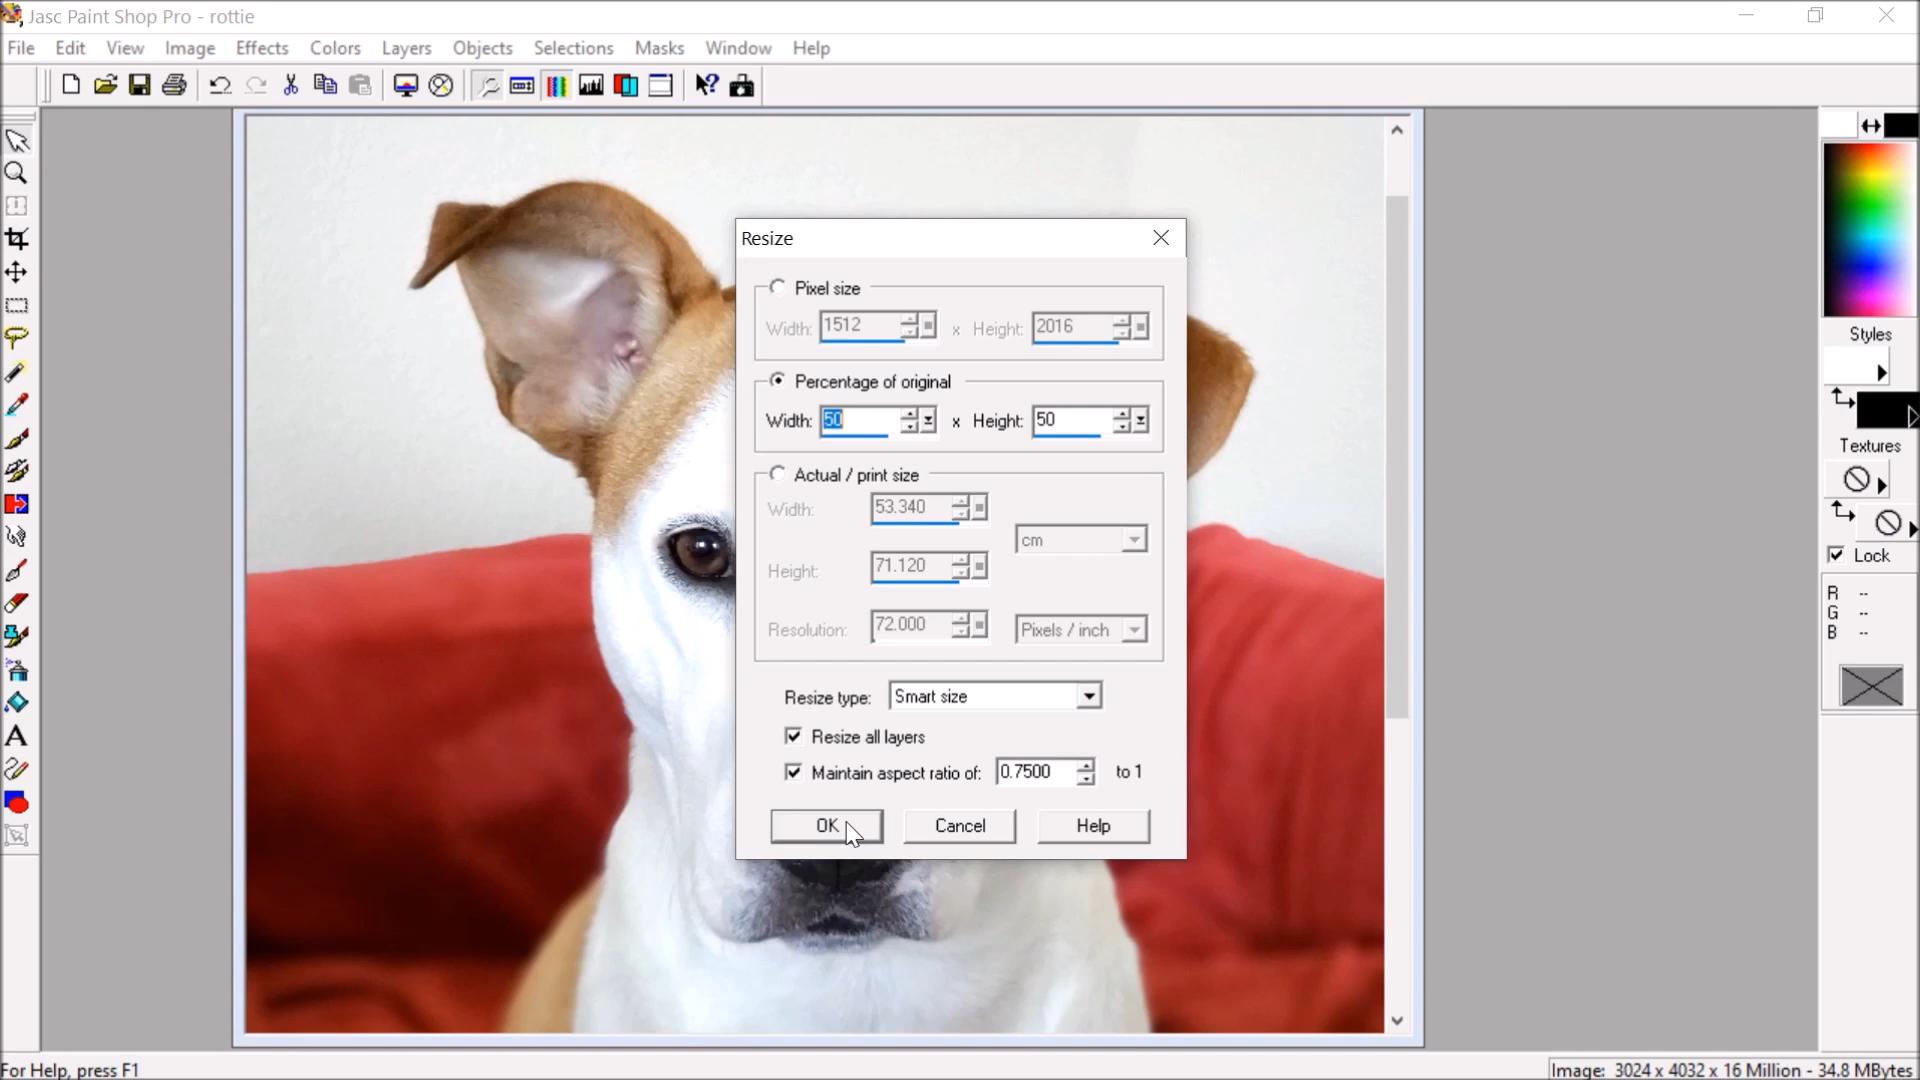 Jasc Paint Shop Pro - rottie
File Edit View Image Effects Colors Layers Objects Selections Masks Window Help
Resize
Pixel size
Width: 1512 x Height: 2016
Percentage of original
Width: 50 x Height: 50
Actual / print size
Width: 53.340
cm
Height: 71.120
Resolution: 72.000 Pixels / inch
Resize type: Smart size
Resize all layers
Maintain aspect ratio of: 0.7500 to 1
OK Cancel Help
Styles
Textures
Lock
R --
G --
B --
A
For Help, press F1
Image: 3024 x 4032 x 16 Million - 34.8 MBytes